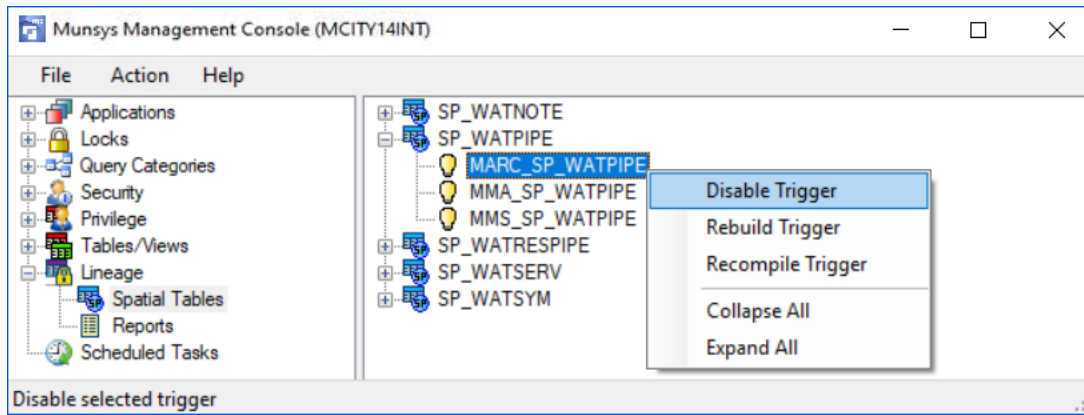 Munsys Management Console (MCITY14INT)
File Action Help
Applications
Locks
Query Categories
Security
Privilege
Tables/Views
Lineage
Spatial Tables
Reports
Scheduled Tasks
SP_WATNOTE
SP_WATPIPE
MARC_SP_WATPIPE
MMA_SP_WATPIPE
MMS_SP_WATPIPE
SP_WATRESPIPE
SP_WATSERV
SP_WATSYM
Disable Trigger
Rebuild Trigger
Recompile Trigger
Collapse All
Expand All
Disable selected trigger